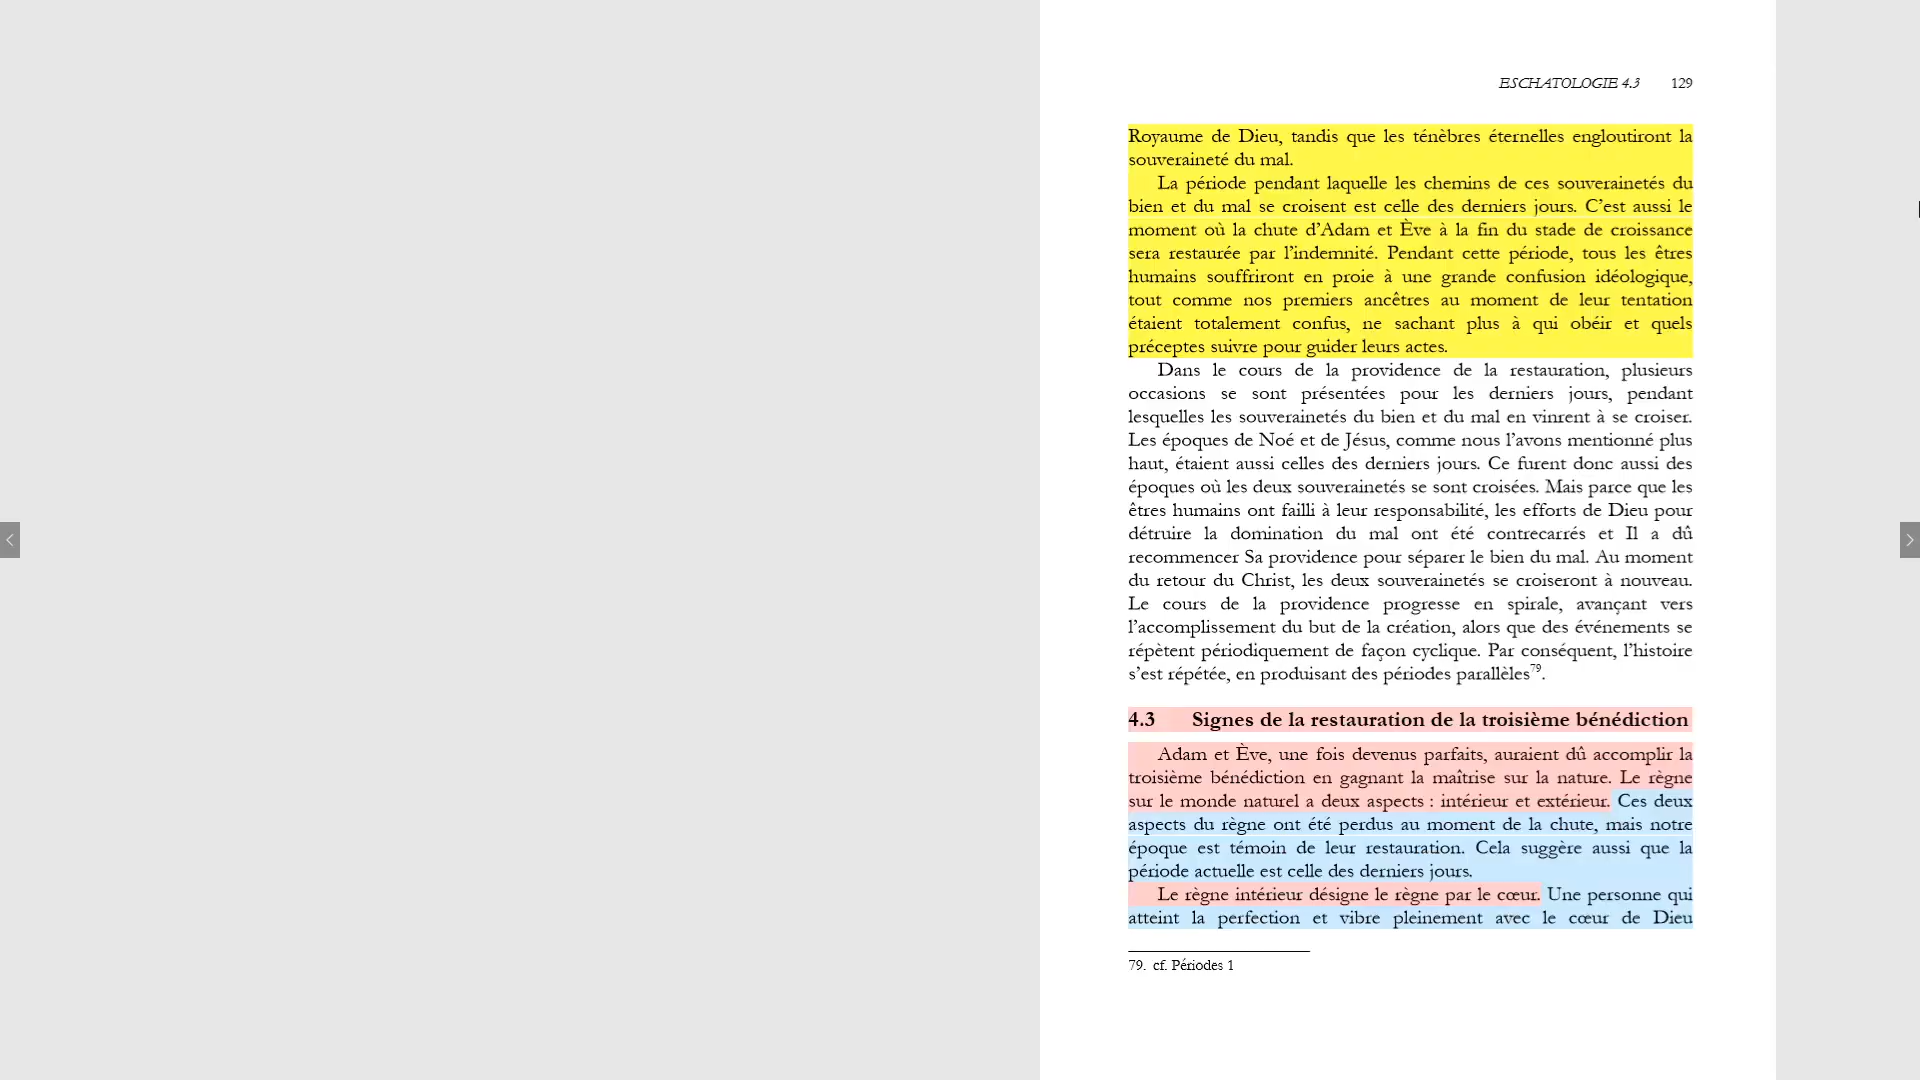 ESCHATOLOGIE 4.3 129
Royaume de Dieu, tandis que les ténèbres éternelles engloutiront la
souveraineté du mal.
La période pendant laquelle les chemins de ces souverainetés du
bien et du mal se croisent est celle des derniers jours. C’est aussi le
moment où la chute d’Adam et Ève à la fin du stade de croissance
sera restaurée par l’indemnité. Pendant cette période, tous les êtres
humains souffriront en proie à une grande confusion idéologique,
tout comme nos premiers ancêtres au moment de leur tentation
étaient totalement confus, ne sachant plus à qui obéir et quels
préceptes suivre pour guider leurs actes.
Dans le cours de la providence de la restauration, plusieurs
occasions se sont présentées pour les derniers jours, pendant
lesquelles les souverainetés du bien et du mal en vinrent à se croiser.
Les époques de Noé et de Jésus, comme nous l’avons mentionné plus
haut, étaient aussi celles des derniers jours. Ce furent donc aussi des
époques où les deux souverainetés se sont croisées. Mais parce que les
êtres humains ont failli à leur responsabilité, les efforts de Dieu pour
détruire la domination du mal ont été contrecarrés et Il a dû
recommencer Sa providence pour séparer le bien du mal. Au moment
du retour du Christ, les deux souverainetés se croiseront à nouveau.
Le cours de la providence progresse en spirale, avançant vers
l’accomplissement du but de la création, alors que des événements se
répètent périodiquement de façon cyclique. Par conséquent, l’histoire
s’est répétée, en produisant des périodes parallèles79.
4.3 Signes de la restauration de la troisième bénédiction
Adam et Ève, une fois devenus parfaits, auraient dû accomplir la
troisième bénédiction en gagnant la maîtrise sur la nature. Le règne
sur le monde naturel a deux aspects : intérieur et extérieur. Ces deux
aspects du règne ont été perdus au moment de la chute, mais notre
époque est témoin de leur restauration. Cela suggère aussi que la
période actuelle est celle des derniers jours.
Le règne intérieur désigne le règne par le cœur. Une personne qui
atteint la perfection et vibre pleinement avec le cœur de Dieu
79. cf. Périodes 1